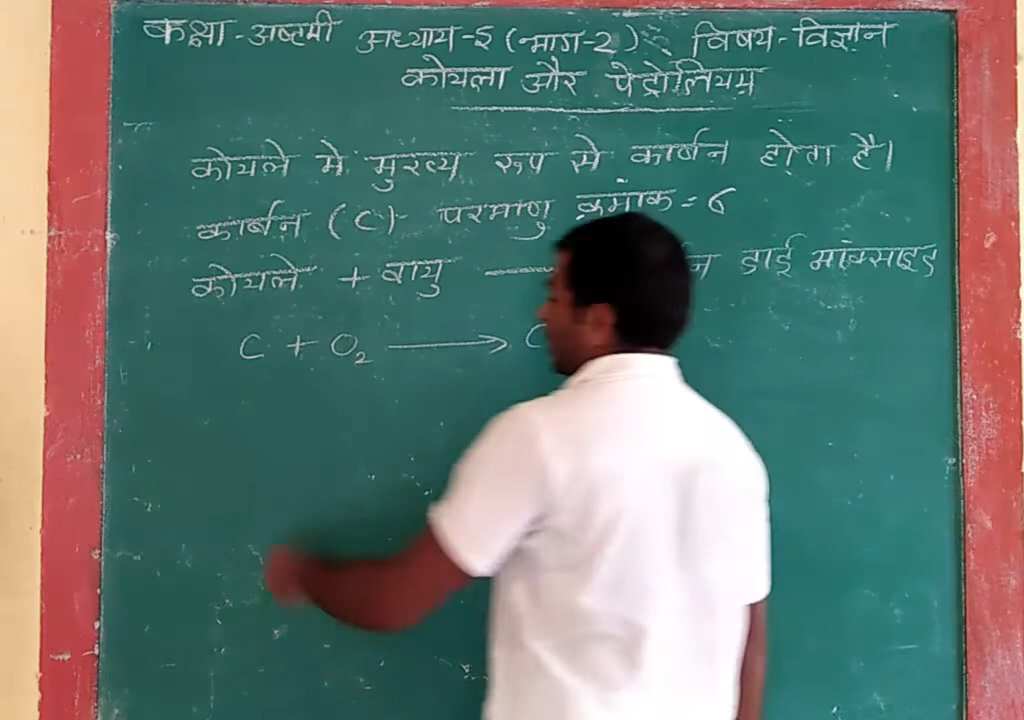 कक्षा - अष्टमी अध्याय - 5 (भाग-2) विषय - विज्ञान
कोयला और पेट्रोलियम
कोयले में मुख्य रूप से कार्बन होता है।
कार्बन (C) - परमाणु क्रमांक = 6
कोयले + वायु न डाई ऑक्साइड
C + O₂ ⟶ C